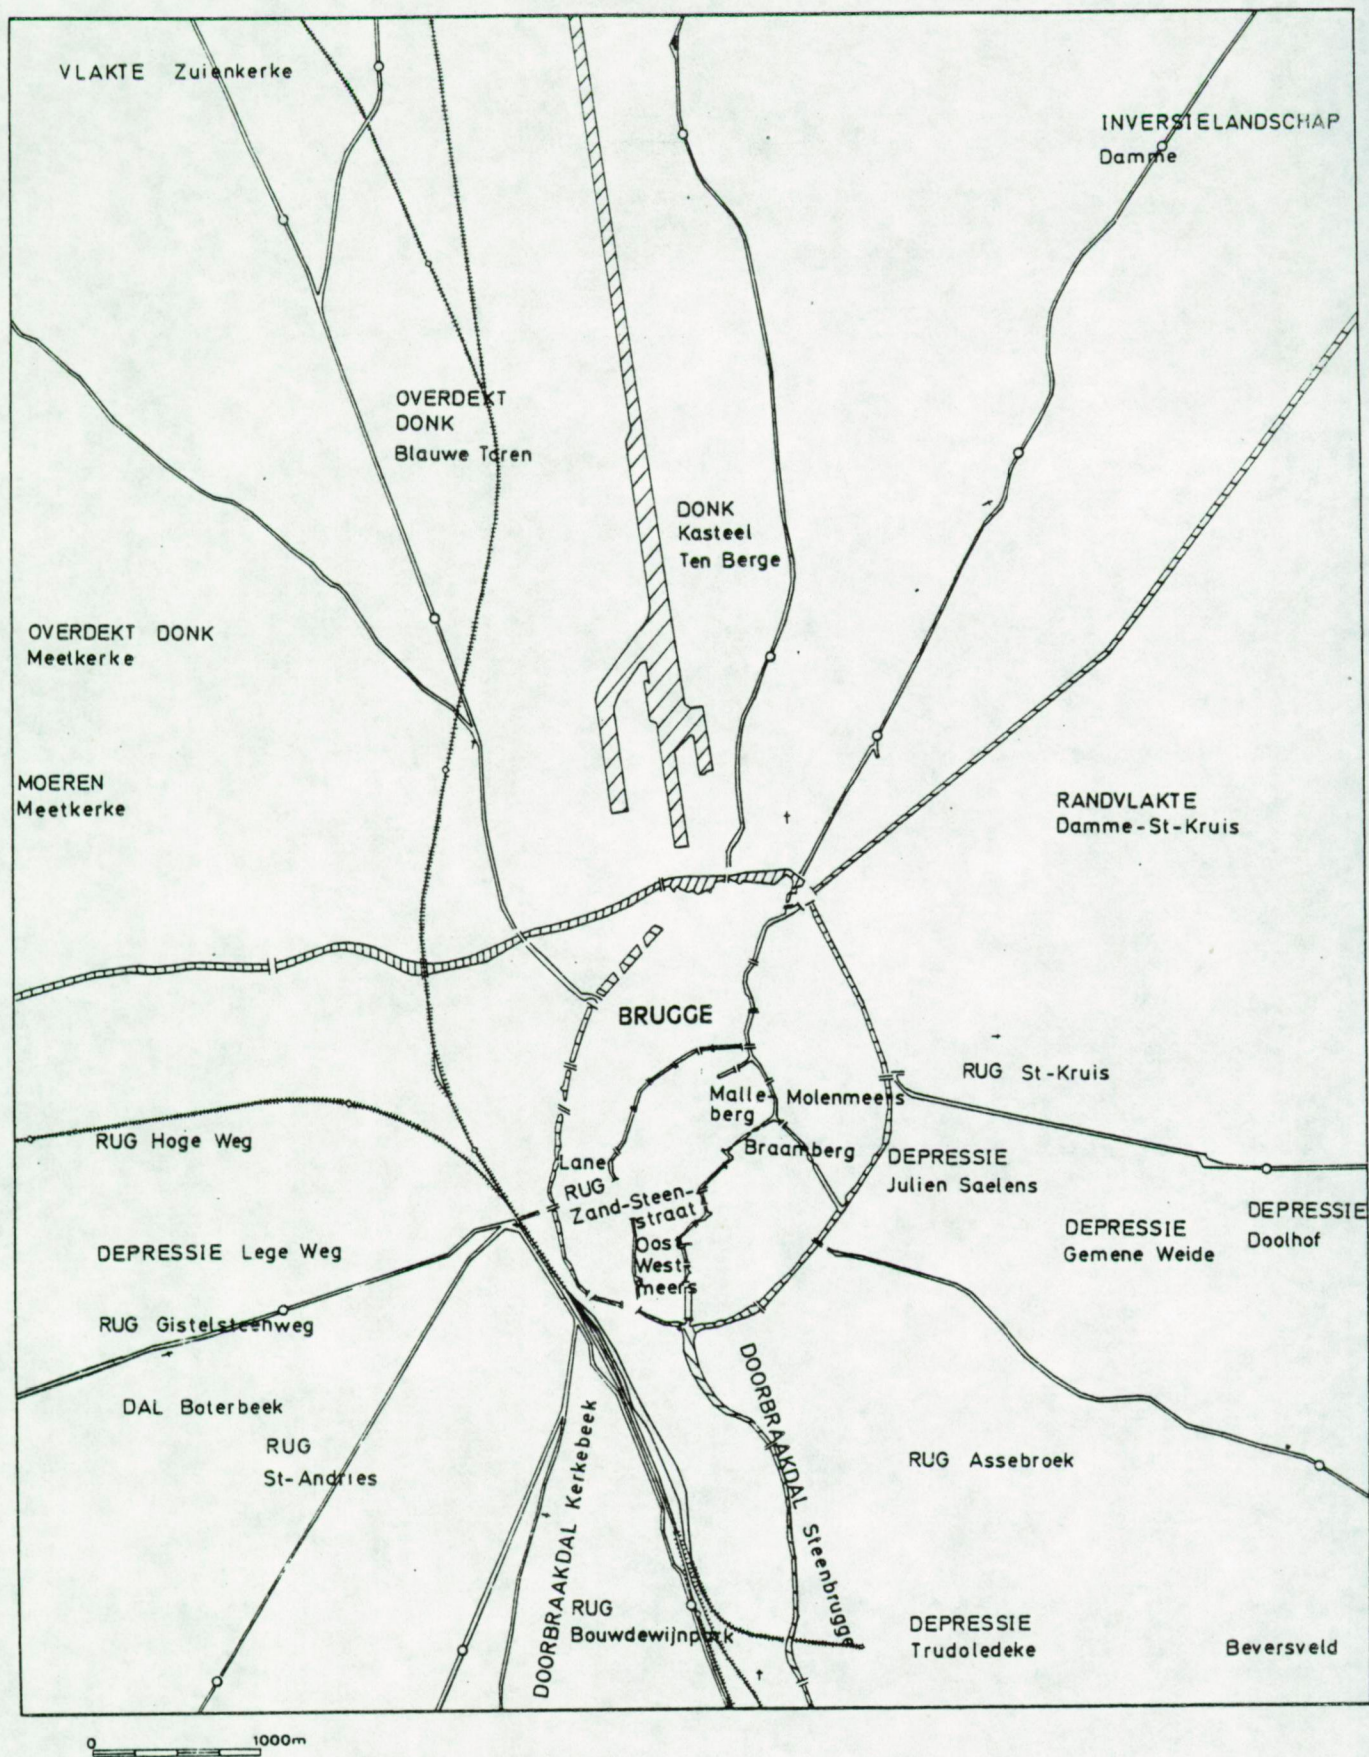 VLAKTE Zuienkerke
INVERSIELANDSCHAP
Damme
OVERDEKT
DONK
Blauwe Toren
DONK
Kasteel
Ten Berge
OVERDEKT DONK
Meetkerke
MOEREN
Meetkerke
RANDVLAKTE
Damme-St-Kruis
BRUGGE
RUG St-Kruis
Malle-
berg
Molenmeers
RUG Hoge Weg
Braamberg
Lane
RUG
Zand-Steen-
straat
DEPRESSIE
Julien Saelens
DEPRESSIE
Doolhof
DEPRESSIE
Gemene Weide
DEPRESSIE Lege Weg
Oost
West-
meers
RUG Gistelsteenweg
DAL Boterbeek
RUG
St-Andries
DOORBRAAKDAL Kerkebeek
DOORBRAAKDAL Steenbrugge
RUG Assebroek
RUG
Bouwdewijnpark
DEPRESSIE
Trudoledeke
Beversveld
0 1000m